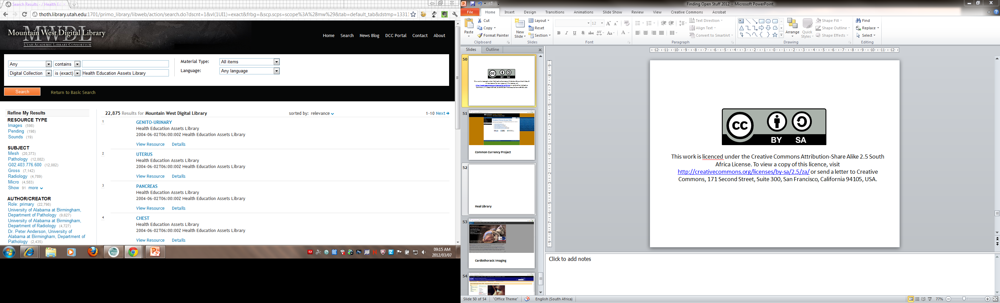 Search Results - / Health Ed
thoth.library.utah.edu:1701/primo_library/libweb/action/search.do?dscnt=1&vl(1UI1)=exact&frbg=&scp.scps=scope%3A%28mw%29&tab=default_tab&dstmp=1331
MWDL
Mountain West Digital Library
Utah Academic Library Consortium
Home Search News Blog DCC Portal Contact About
Any contains
Digital Collection is (exact) Health Education Assets Library
Material Type: All items
Language: Any language
Search Return to Basic Search
Refine My Results
RESOURCE TYPE
Images (598)
Pending (198)
Sounds (19)
SUBJECT
Mesh (20,373)
Pathology (12,082)
G02.403.776.600 (12,082)
Gross (7,142)
Radiology (4,789)
Micro (4,583)
Show 91 more
AUTHOR/CREATOR
Role: primary (22,798)
University of Alabama at Birmingham,
Department of Pathology (9,627)
University of Alabama at Birmingham,
Department of Radiology (4,727)
Dr. Peter Anderson, University of
Alabama at Birmingham, Department of
Pathology (2,435)
22,875 Results for Mountain West Digital Library sorted by: relevance 1-10 Next
1 GENITO-URINARY
Health Education Assets Library
2004-06-02T06:00:00Z Health Education Assets Library
View Resource Details
2 UTERUS
Health Education Assets Library
2004-06-02T06:00:00Z Health Education Assets Library
View Resource Details
3 PANCREAS
Health Education Assets Library
2004-06-02T06:00:00Z Health Education Assets Library
View Resource Details
4 CHEST
Health Education Assets Library
2004-06-02T06:00:00Z Health Education Assets Library
View Resource Details
09:15 AM
2012/03/07
Finding Open Stuff 2012 - Microsoft PowerPoint
File Home Insert Design Transitions Animations Slide Show Review View Creative Commons Acrobat
Paste
Cut
Copy
Format Painter
Clipboard
New Slide
Layout
Reset
Section
Slides
12
Font
Text Direction
Align Text
Convert to SmartArt
Paragraph
Arrange
Quick Styles
Shape Fill
Shape Outline
Shape Effects
Drawing
Find
Replace
Select
Editing
Slides Outline
50
51
Common Currency Project
52
Heal Library
53
Cardiothoracic Imaging
54
cc
BY SA
This work is licenced under the Creative Commons Attribution-Share Alike 2.5 South
Africa License. To view a copy of this licence, visit
http://creativecommons.org/licenses/by-sa/2.5/za/ or send a letter to Creative
Commons, 171 Second Street, Suite 300, San Francisco, California 94105, USA.
Click to add notes
Slide 50 of 54 "Office Theme" English (South Africa) 77%